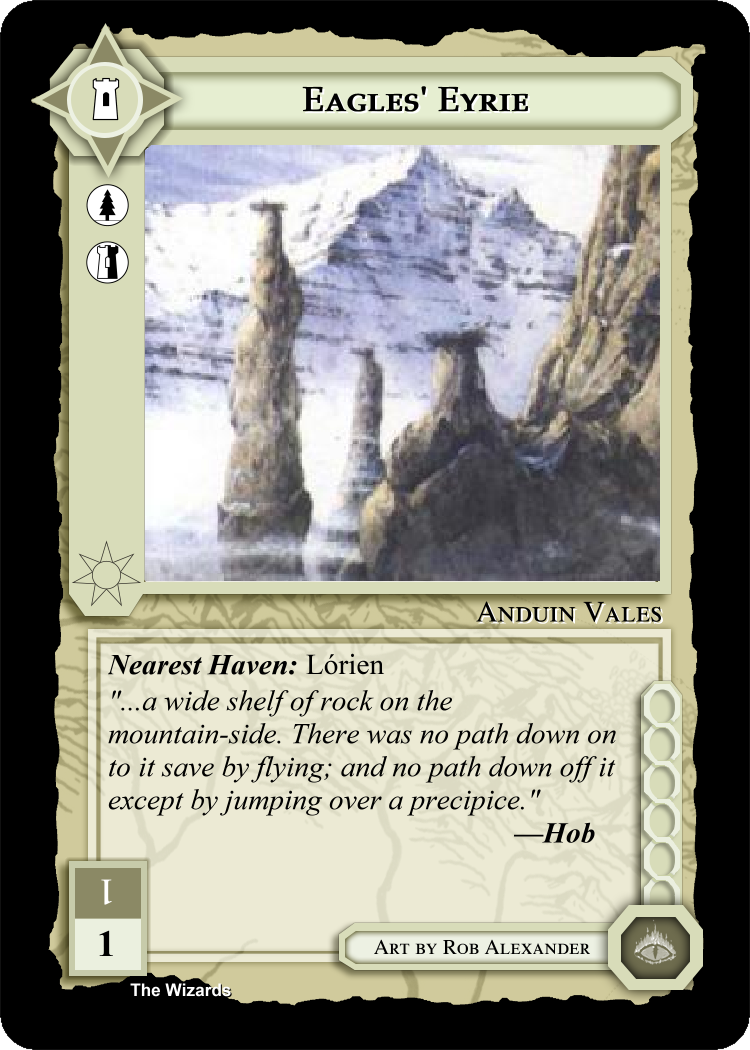 Eagles' Eyrie
Anduin Vales
Nearest Haven: Lórien
"...a wide shelf of rock on the
mountain-side. There was no path down on
to it save by flying; and no path down off it
except by jumping over a precipice."
—Hob
1
1
Art by Rob Alexander
The Wizards